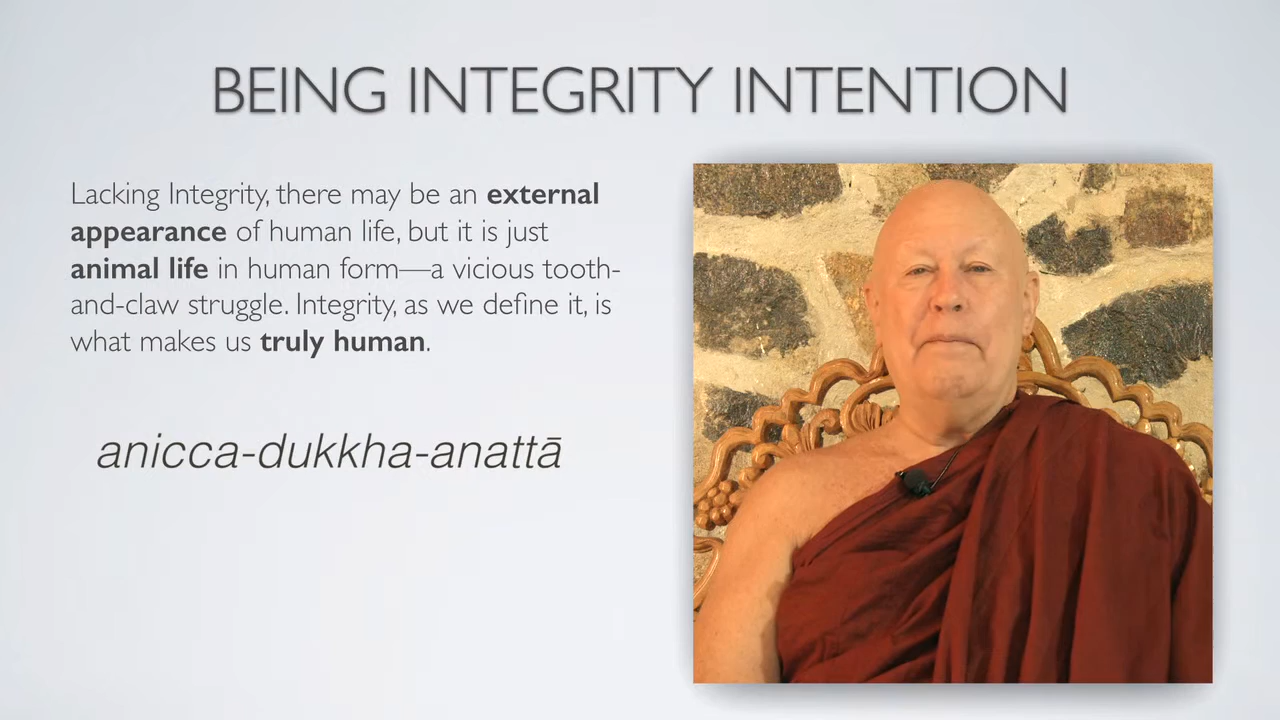 BEING INTEGRITY INTENTION
Lacking Integrity, there may be an external
appearance of human life, but it is just
animal life in human form—a vicious tooth-
and-claw struggle. Integrity, as we define it, is
what makes us truly human.
anicca-dukkha-anattā